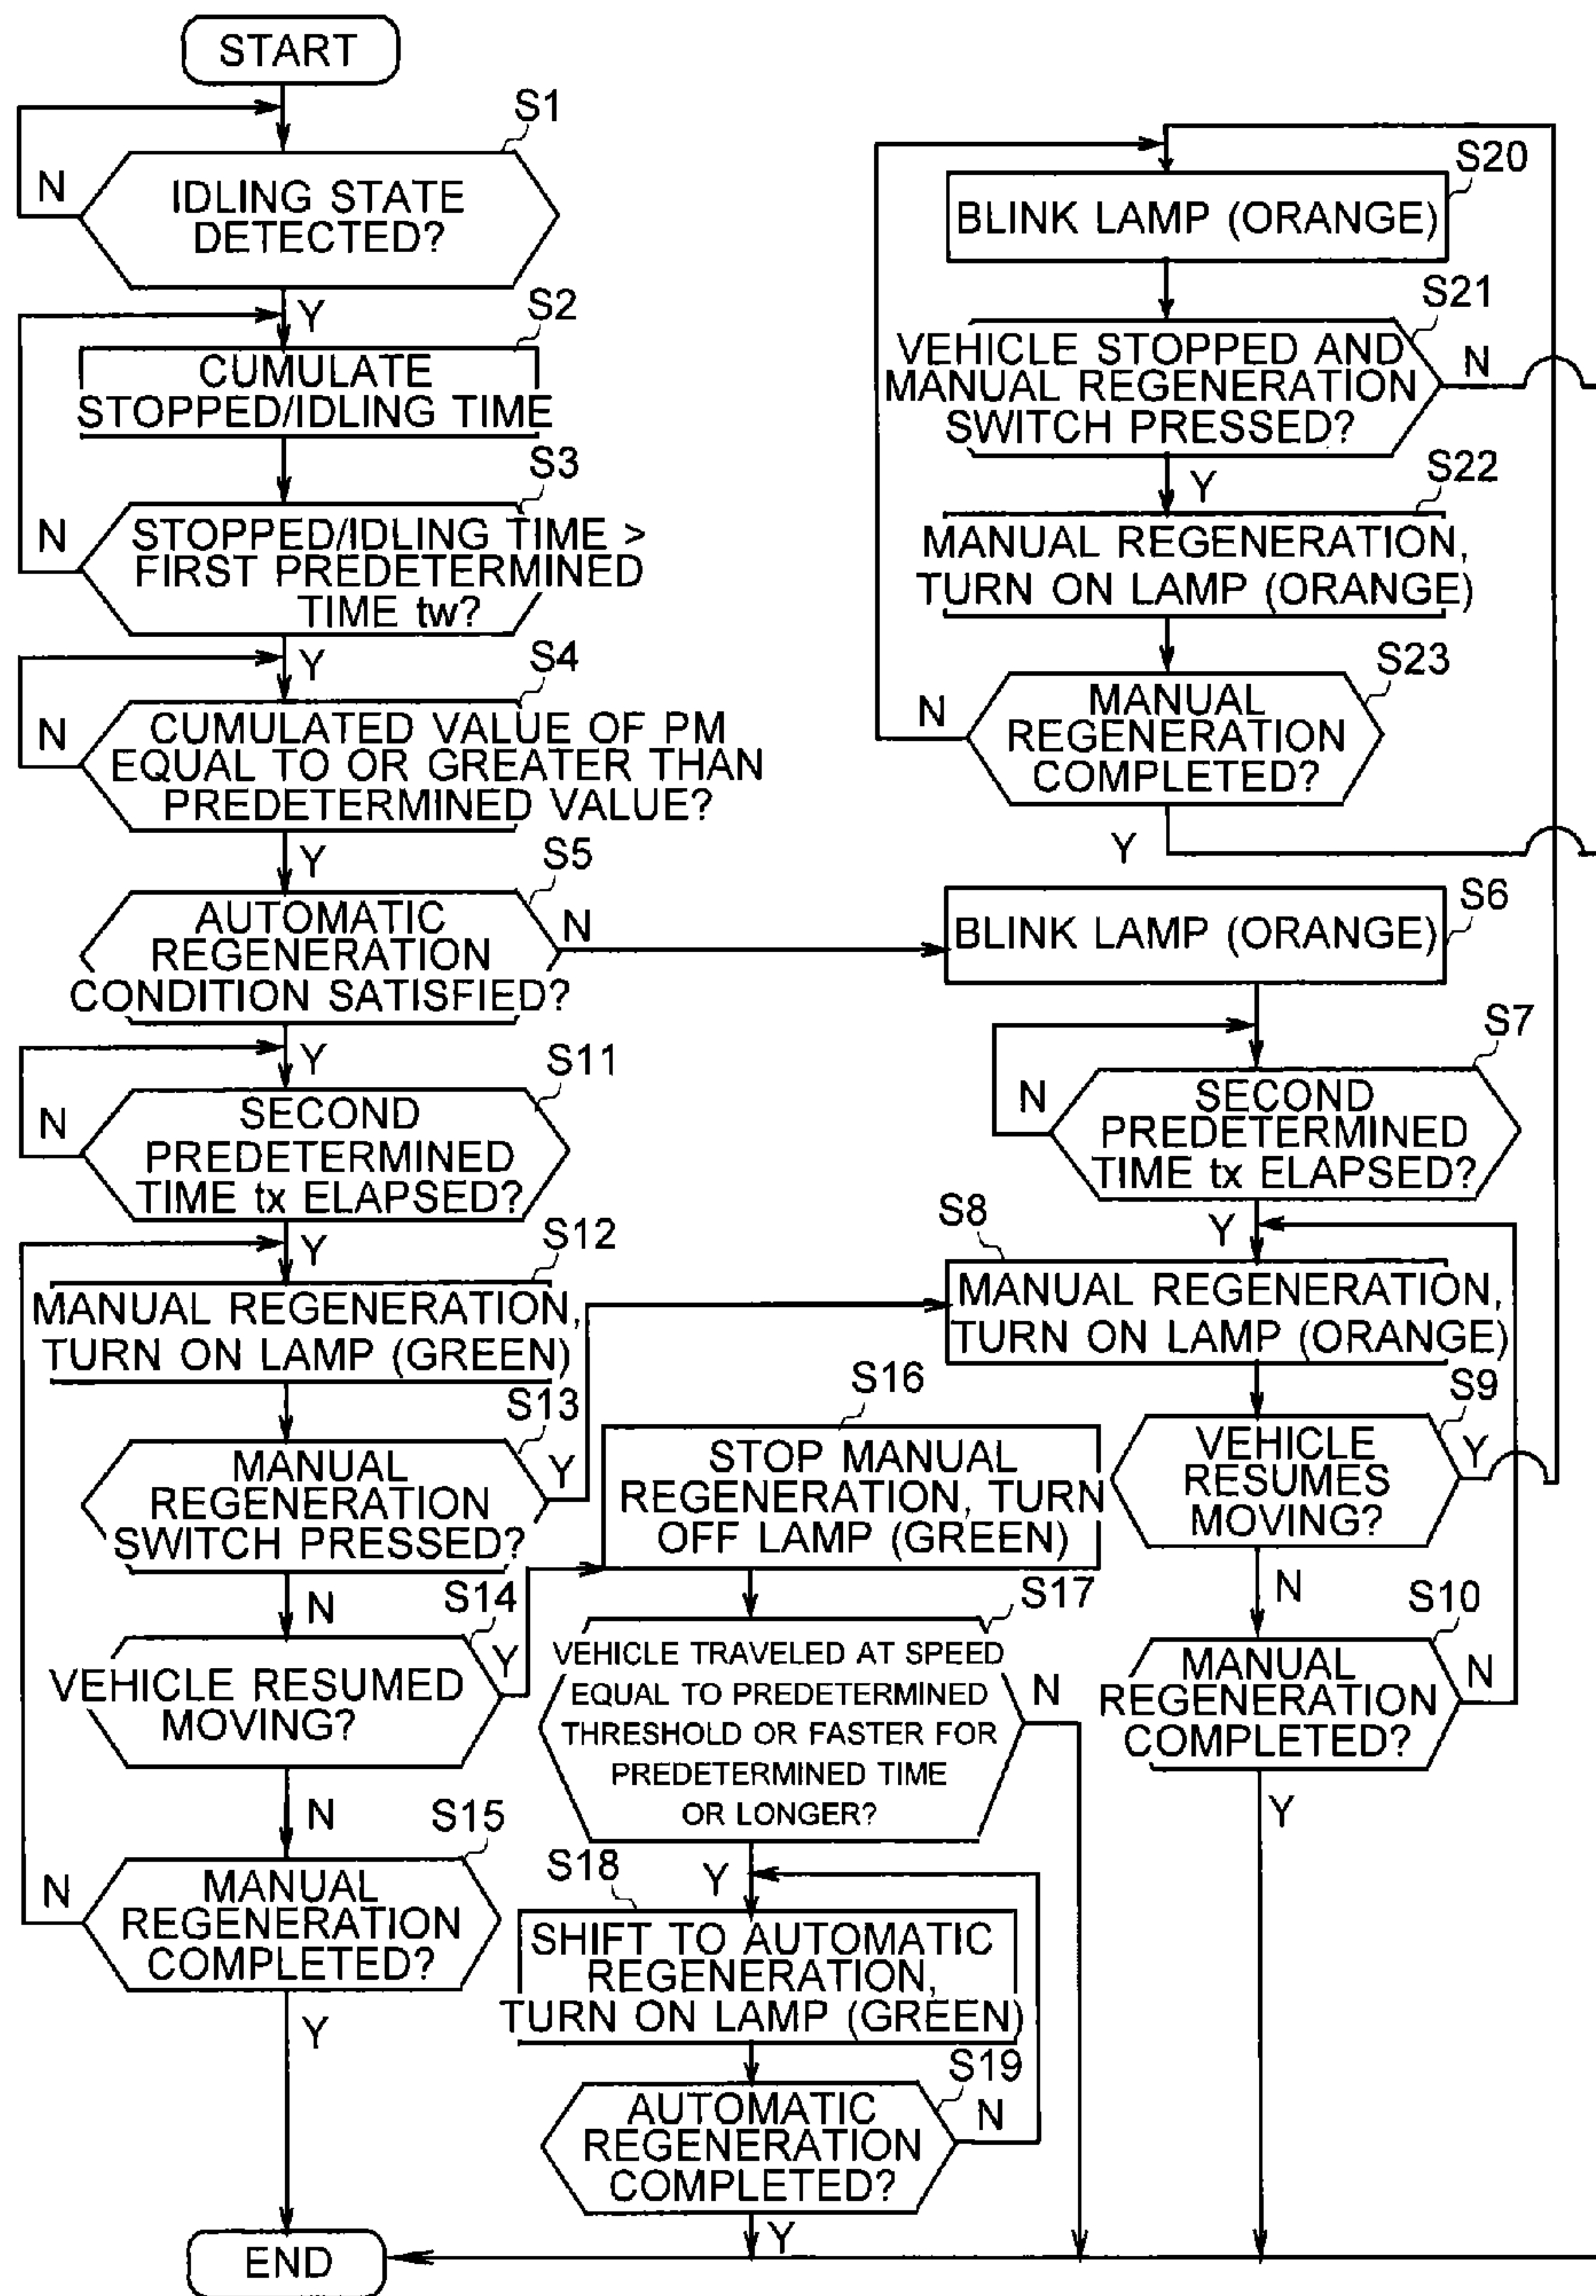 START
S1
IDLING STATE
DETECTED?
N
Y
S2
CUMULATE
STOPPED/IDLING TIME
S3
STOPPED/IDLING TIME >
FIRST PREDETERMINED
TIME tw?
N
Y
S4
CUMULATED VALUE OF PM
EQUAL TO OR GREATER THAN
PREDETERMINED VALUE?
N
Y
S5
AUTOMATIC
REGENERATION
CONDITION SATISFIED?
N
Y
S11
SECOND
PREDETERMINED
TIME tx ELAPSED?
N
Y
S12
MANUAL REGENERATION,
TURN ON LAMP (GREEN)
S13
MANUAL
REGENERATION
SWITCH PRESSED?
Y
N
S14
VEHICLE RESUMED
MOVING?
Y
N
S15
MANUAL
REGENERATION
COMPLETED?
N
Y
END
S16
STOP MANUAL
REGENERATION, TURN
OFF LAMP (GREEN)
S17
VEHICLE TRAVELED AT SPEED
EQUAL TO PREDETERMINED
THRESHOLD OR FASTER FOR
PREDETERMINED TIME
OR LONGER?
N
Y
S18
SHIFT TO AUTOMATIC
REGENERATION,
TURN ON LAMP (GREEN)
S19
AUTOMATIC
REGENERATION
COMPLETED?
N
Y
S20
BLINK LAMP (ORANGE)
S21
VEHICLE STOPPED AND
MANUAL REGENERATION
SWITCH PRESSED?
N
Y
S22
MANUAL REGENERATION,
TURN ON LAMP (ORANGE)
S23
MANUAL
REGENERATION
COMPLETED?
N
Y
S6
BLINK LAMP (ORANGE)
S7
SECOND
PREDETERMINED
TIME tx ELAPSED?
N
Y
S8
MANUAL REGENERATION,
TURN ON LAMP (ORANGE)
S9
VEHICLE
RESUMES
MOVING?
Y
N
S10
MANUAL
REGENERATION
COMPLETED?
N
Y